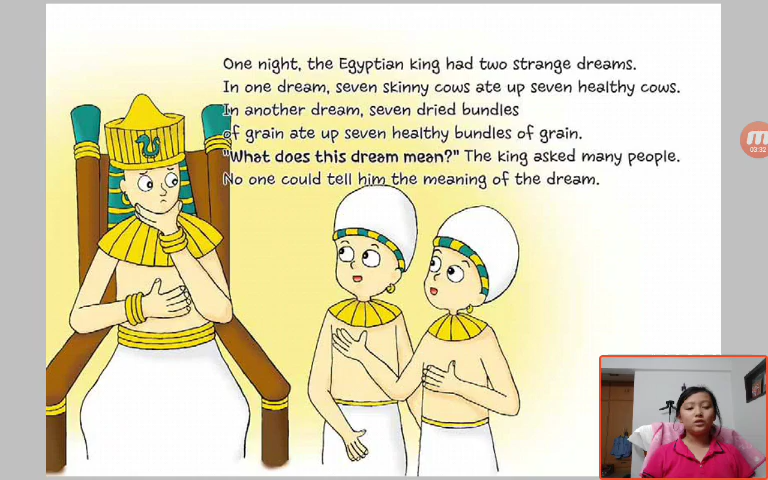 One night, the Egyptian king had two strange dreams.
In one dream, seven skinny cows ate up seven healthy cows.
In another dream, seven dried bundles
of grain ate up seven healthy bundles of grain.
"What does this dream mean?" The king asked many people.
No one could tell him the meaning of the dream.
03:32